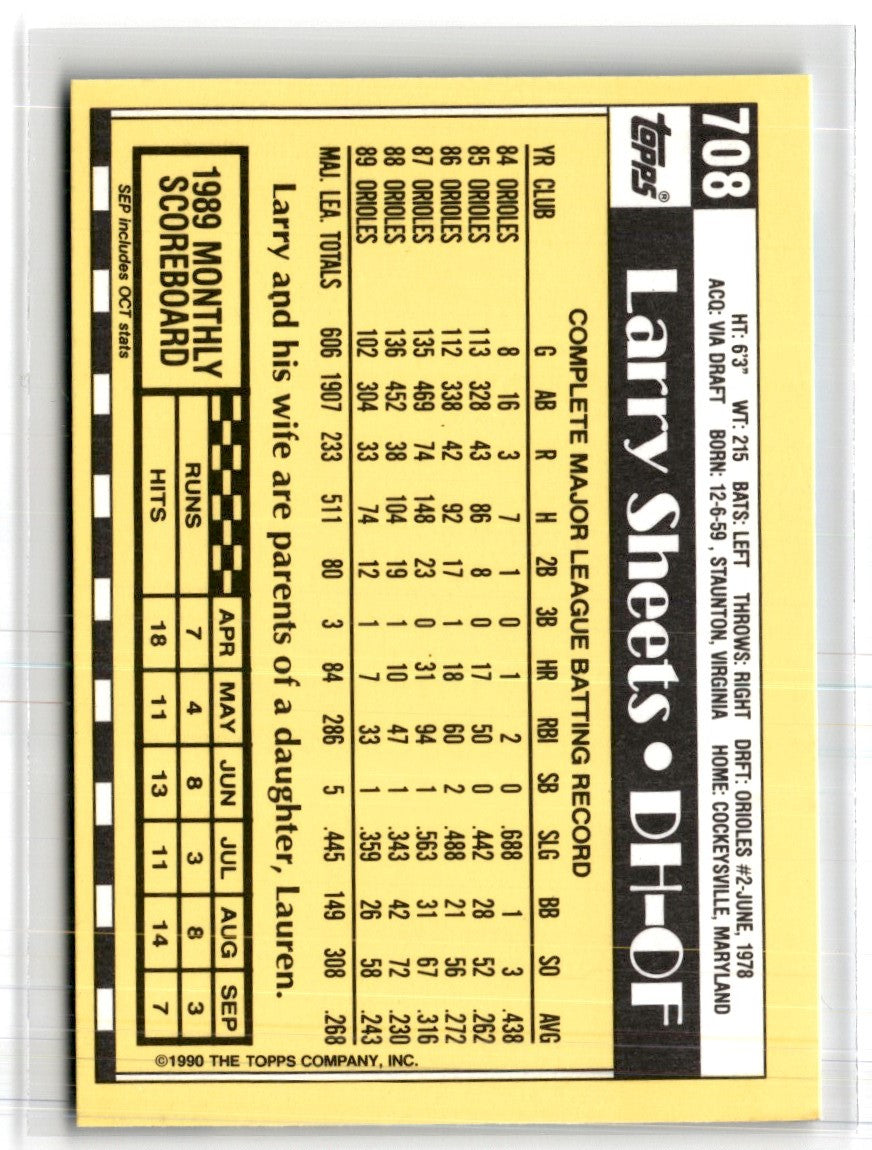 708
HT: 6'3" WT: 215 BATS: LEFT THROWS: RIGHT DRFT: ORIOLES #2-JUNE, 1978
ACQ: VIA DRAFT BORN: 12-6-59, STAUNTON, VIRGINIA HOME: COCKEYSVILLE, MARYLAND
Topps® Larry Sheets • DH-OF
COMPLETE MAJOR LEAGUE BATTING RECORD
YR CLUB G AB R H 2B 3B HR RBI SB SLG BB SO AVG
84 ORIOLES 8 16 3 7 1 0 1 2 0 .688 1 3 .438
85 ORIOLES 113 328 43 86 8 0 17 50 0 .442 28 52 .262
86 ORIOLES 112 338 42 92 17 1 18 60 2 .488 21 56 .272
87 ORIOLES 135 469 74 148 23 0 31 94 1 .563 31 67 .316
88 ORIOLES 136 452 38 104 19 1 10 47 1 .343 42 72 .230
89 ORIOLES 102 304 33 74 12 1 7 33 1 .359 26 58 .243
MAJ. LEA. TOTALS 606 1907 233 511 80 3 84 286 5 .445 149 308 .268
Larry and his wife are parents of a daughter, Lauren.
1989 MONTHLY
SCOREBOARD
APR MAY JUN JUL AUG SEP
RUNS 7 4 8 3 8 3
HITS 18 11 13 11 14 7
SEP includes OCT stats
©1990 THE TOPPS COMPANY, INC.